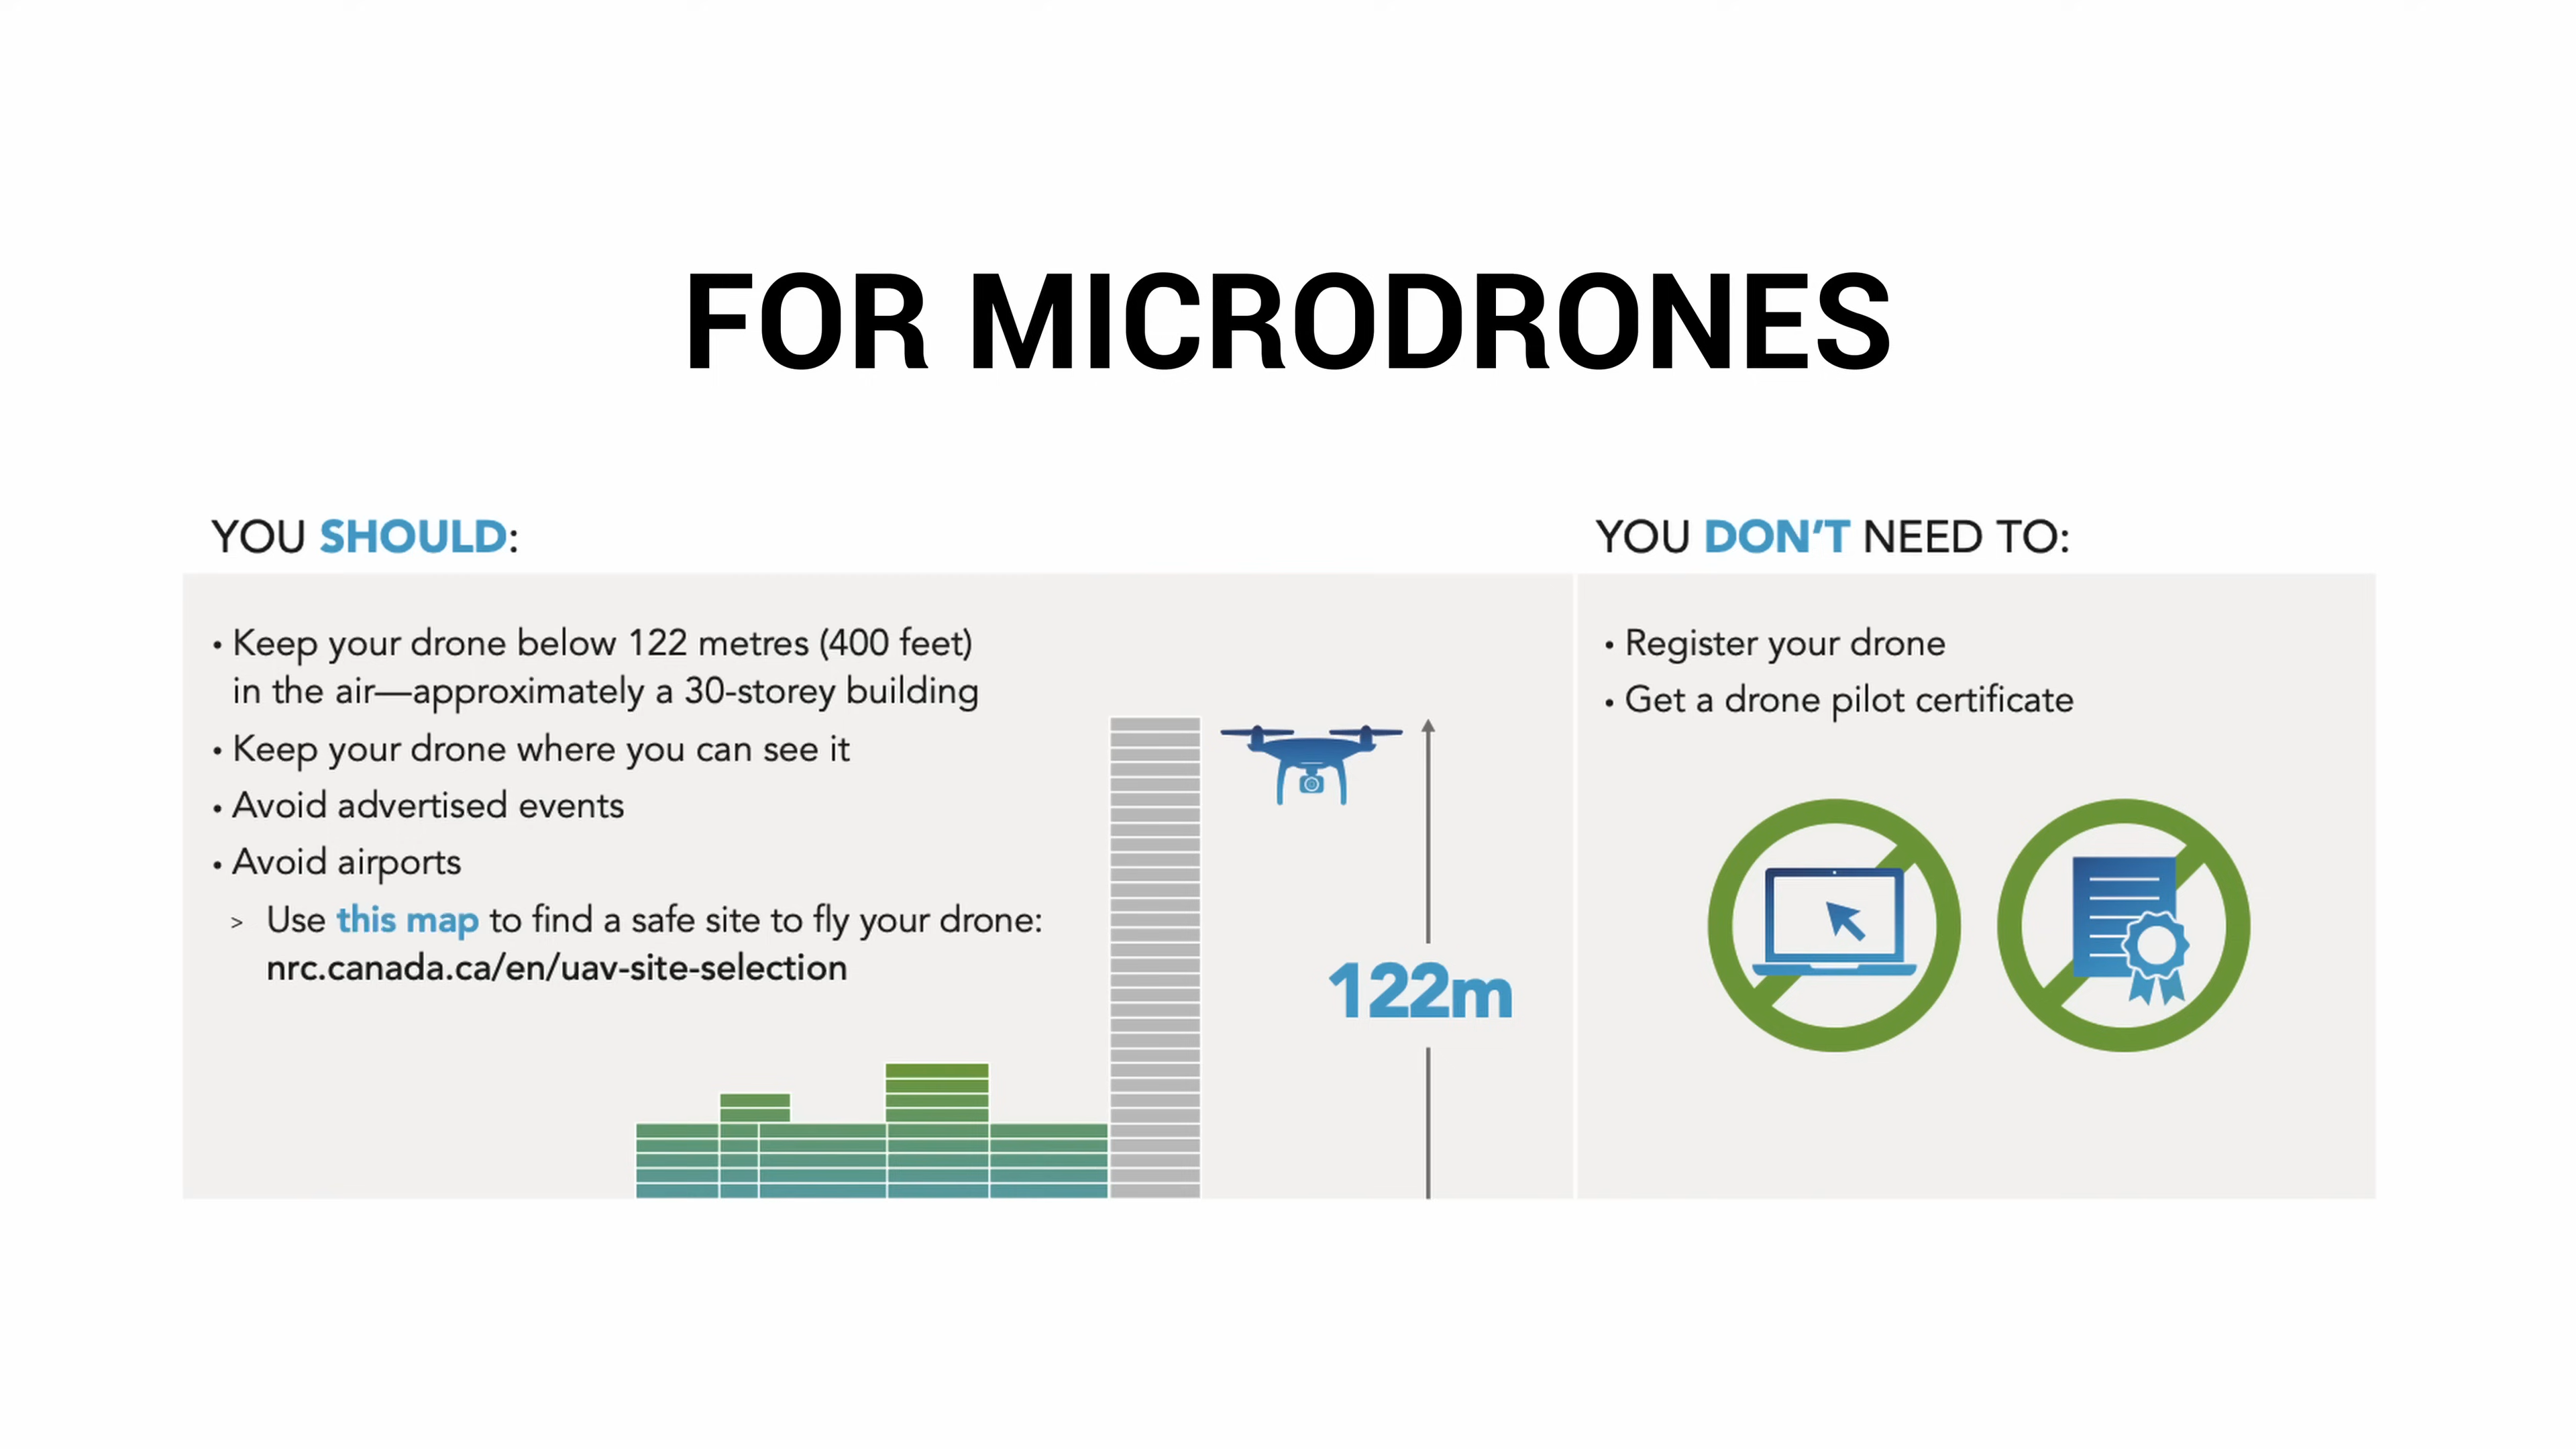 FOR MICRODRONES
YOU SHOULD:
• Keep your drone below 122 metres (400 feet)
in the air—approximately a 30-storey building
• Keep your drone where you can see it
• Avoid advertised events
• Avoid airports
> Use this map to find a safe site to fly your drone:
nrc.canada.ca/en/uav-site-selection
122m
YOU DON'T NEED TO:
• Register your drone
• Get a drone pilot certificate